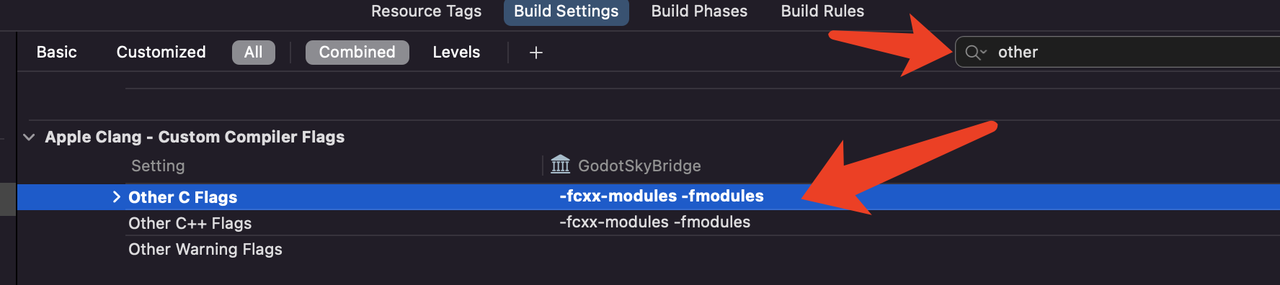 Resource Tags Build Settings Build Phases Build Rules
Basic Customized All Combined Levels + other
Apple Clang - Custom Compiler Flags
Setting GodotSkyBridge
Other C Flags -fcxx-modules -fmodules
Other C++ Flags -fcxx-modules -fmodules
Other Warning Flags